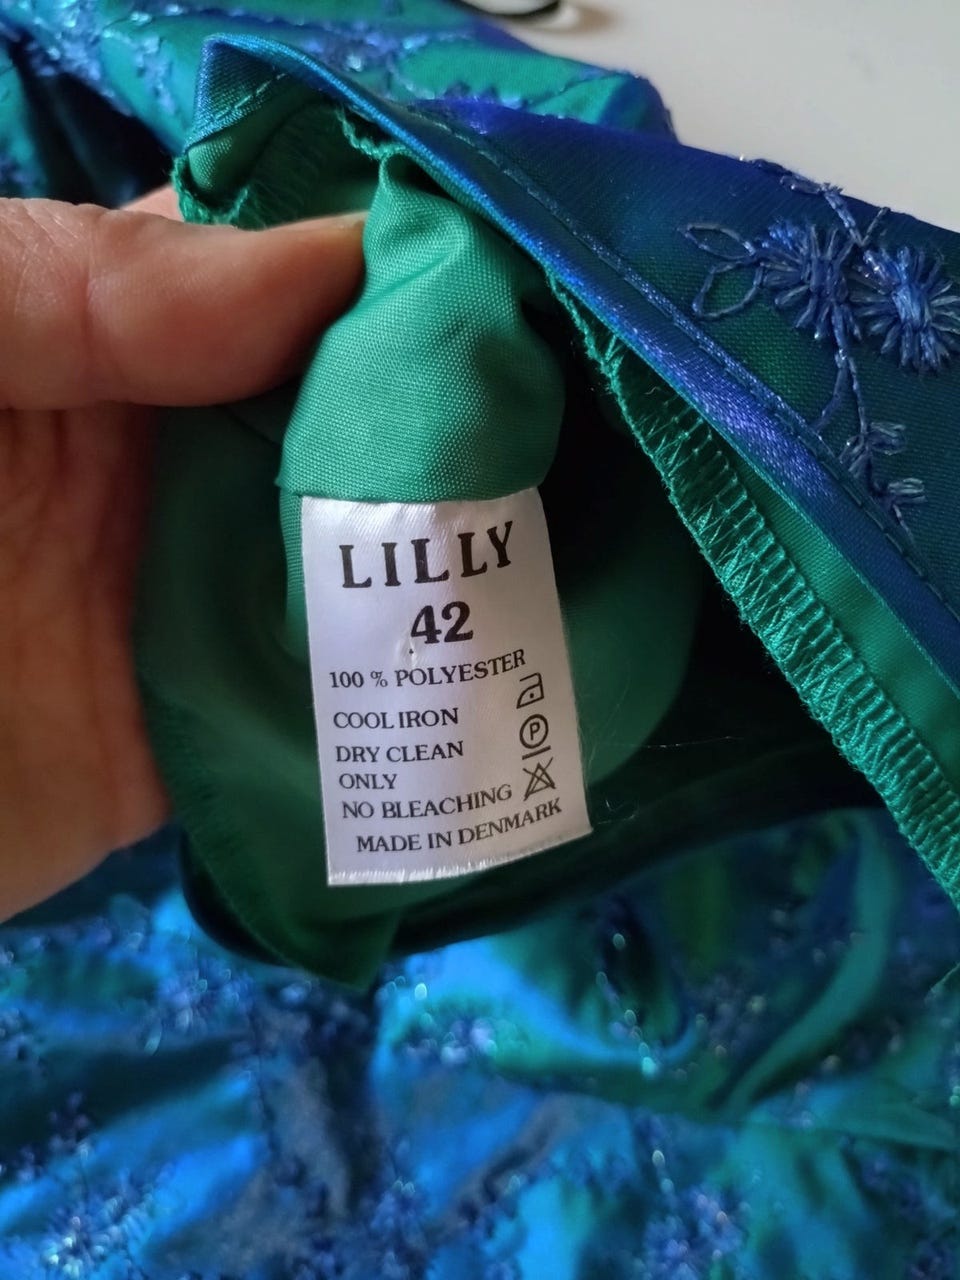 LILLY
42
100 % POLYESTER
COOL IRON
P
DRY CLEAN
ONLY
NO BLEACHING
MADE IN DENMARK